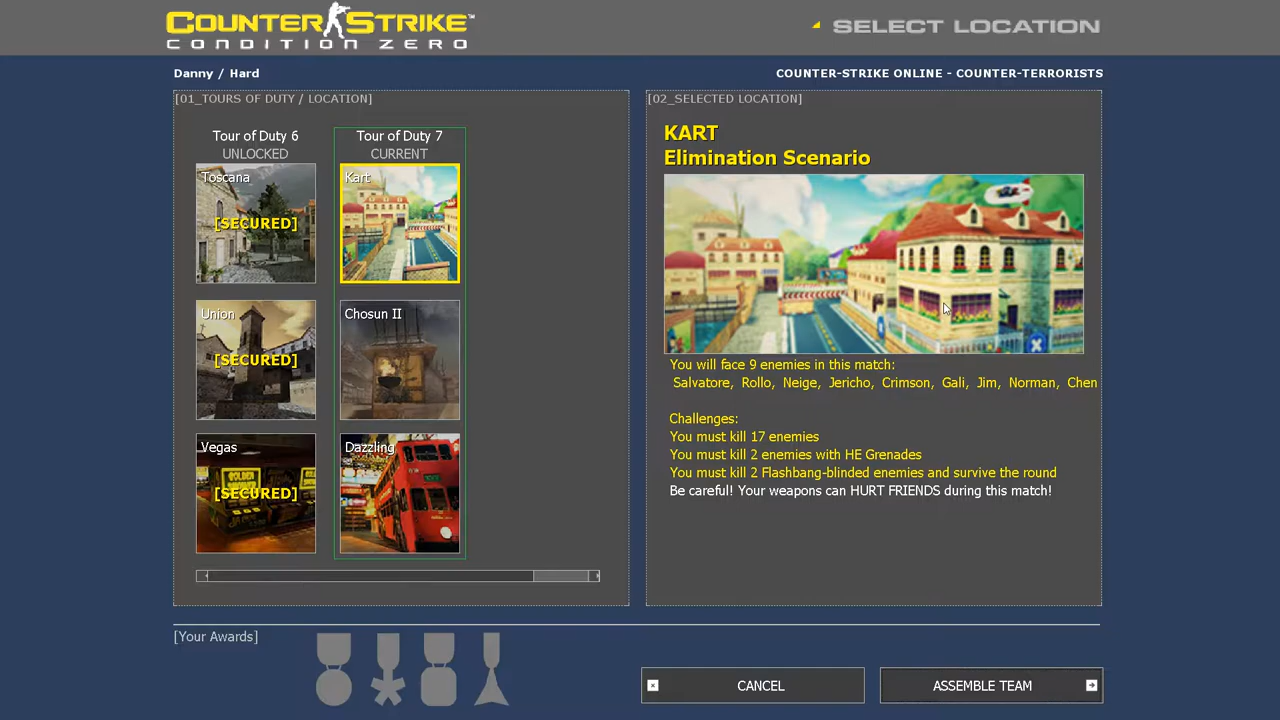 COUNTER-STRIKE™
CONDITION ZERO
SELECT LOCATION
Danny / Hard
COUNTER-STRIKE ONLINE - COUNTER-TERRORISTS
[01_TOURS OF DUTY / LOCATION]
Tour of Duty 6
UNLOCKED
Toscana
[SECURED]
Union
[SECURED]
Vegas
[SECURED]
Tour of Duty 7
CURRENT
Kart
Chosun II
Dazzling
[02_SELECTED LOCATION]
KART
Elimination Scenario
You will face 9 enemies in this match:
Salvatore, Rollo, Neige, Jericho, Crimson, Gali, Jim, Norman, Chen
Challenges:
You must kill 17 enemies
You must kill 2 enemies with HE Grenades
You must kill 2 Flashbang-blinded enemies and survive the round
Be careful! Your weapons can HURT FRIENDS during this match!
[Your Awards]
CANCEL
ASSEMBLE TEAM